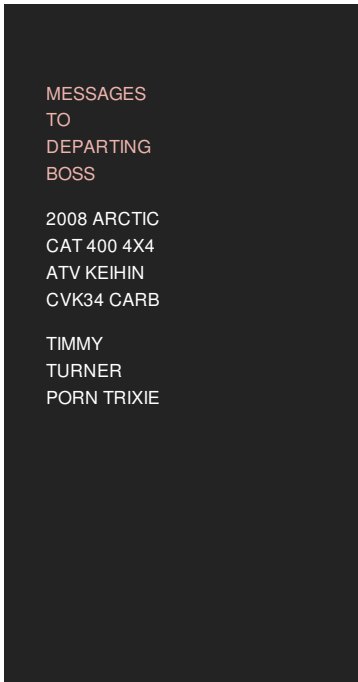 MESSAGES
TO
DEPARTING
BOSS
2008 ARCTIC
CAT 400 4X4
ATV KEIHIN
CVK34 CARB
TIMMY
TURNER
PORN TRIXIE